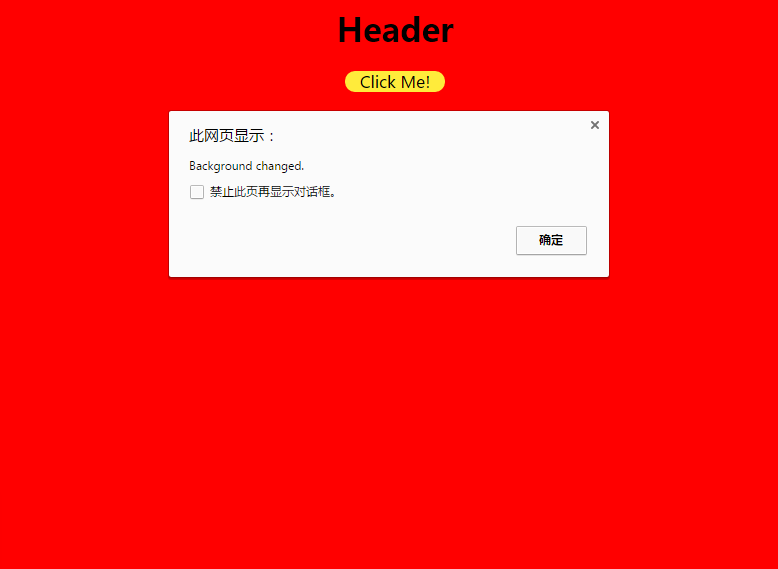 Header
Click Me!
此网页显示：
Background changed.
禁止此页再显示对话框。
确定